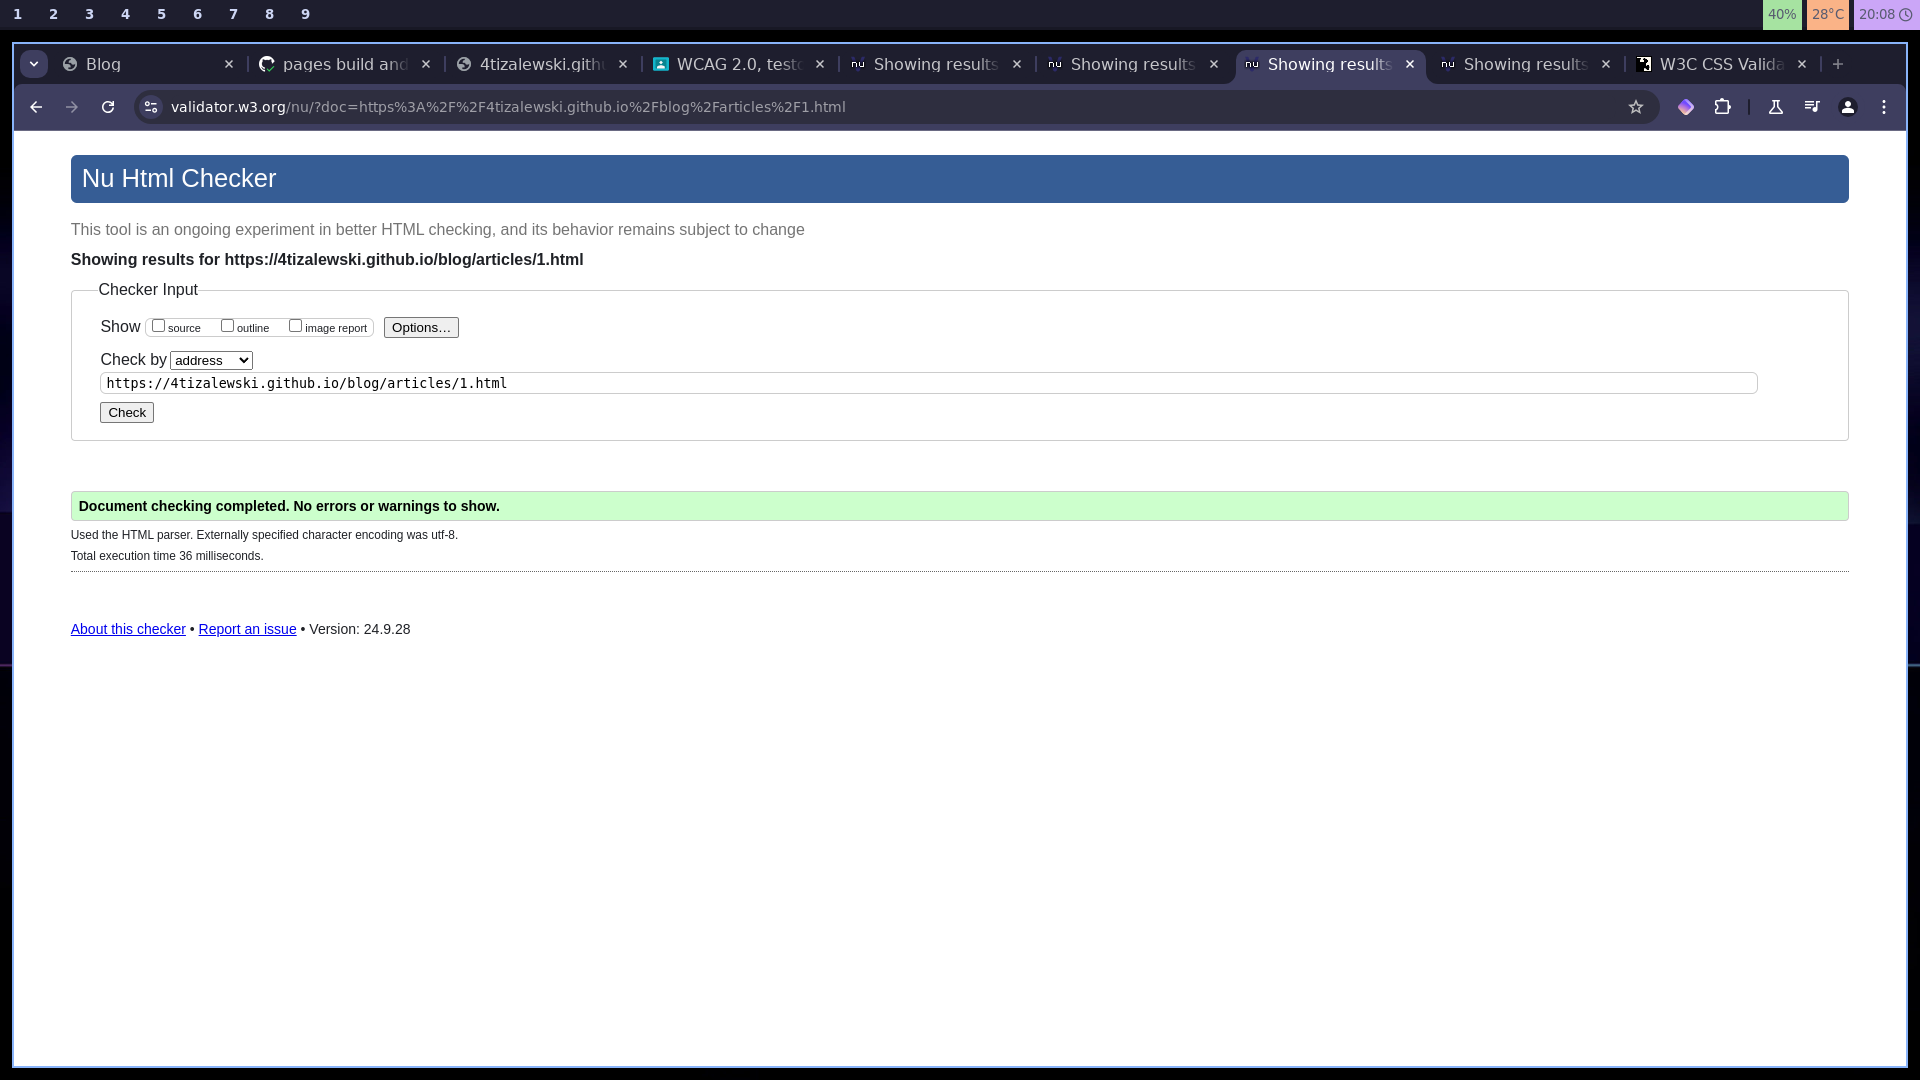 1 2 3 4 5 6 7 8 9 40% 28°C 20:08
Blog pages build and 4tizalewski.gith WCAG 2.0, test Showing results Showing results Showing results Showing results W3C CSS Valida
validator.w3.org/nu/?doc=https%3A%2F%2F4tizalewski.github.io%2Fblog%2Farticles%2F1.html
Nu Html Checker
This tool is an ongoing experiment in better HTML checking, and its behavior remains subject to change
Showing results for https://4tizalewski.github.io/blog/articles/1.html
Checker Input
Show source outline image report Options...
Check by address
https://4tizalewski.github.io/blog/articles/1.html
Check
Document checking completed. No errors or warnings to show.
Used the HTML parser. Externally specified character encoding was utf-8.
Total execution time 36 milliseconds.
About this checker • Report an issue • Version: 24.9.28